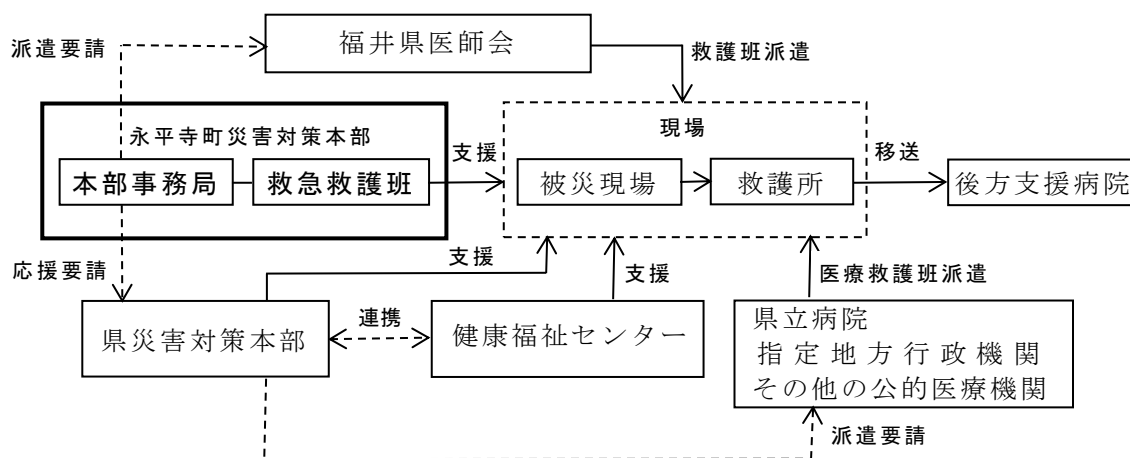 派遣要請
福井県医師会
救護班派遣
永平寺町災害対策本部
本部事務局
救急救護班
支援
現場
被災現場
救護所
移送
後方支援病院
応援要請
支援
支援
医療救護班派遣
県災害対策本部
連携
健康福祉センター
県立病院
指定地方行政機関
その他の公的医療機関
派遣要請